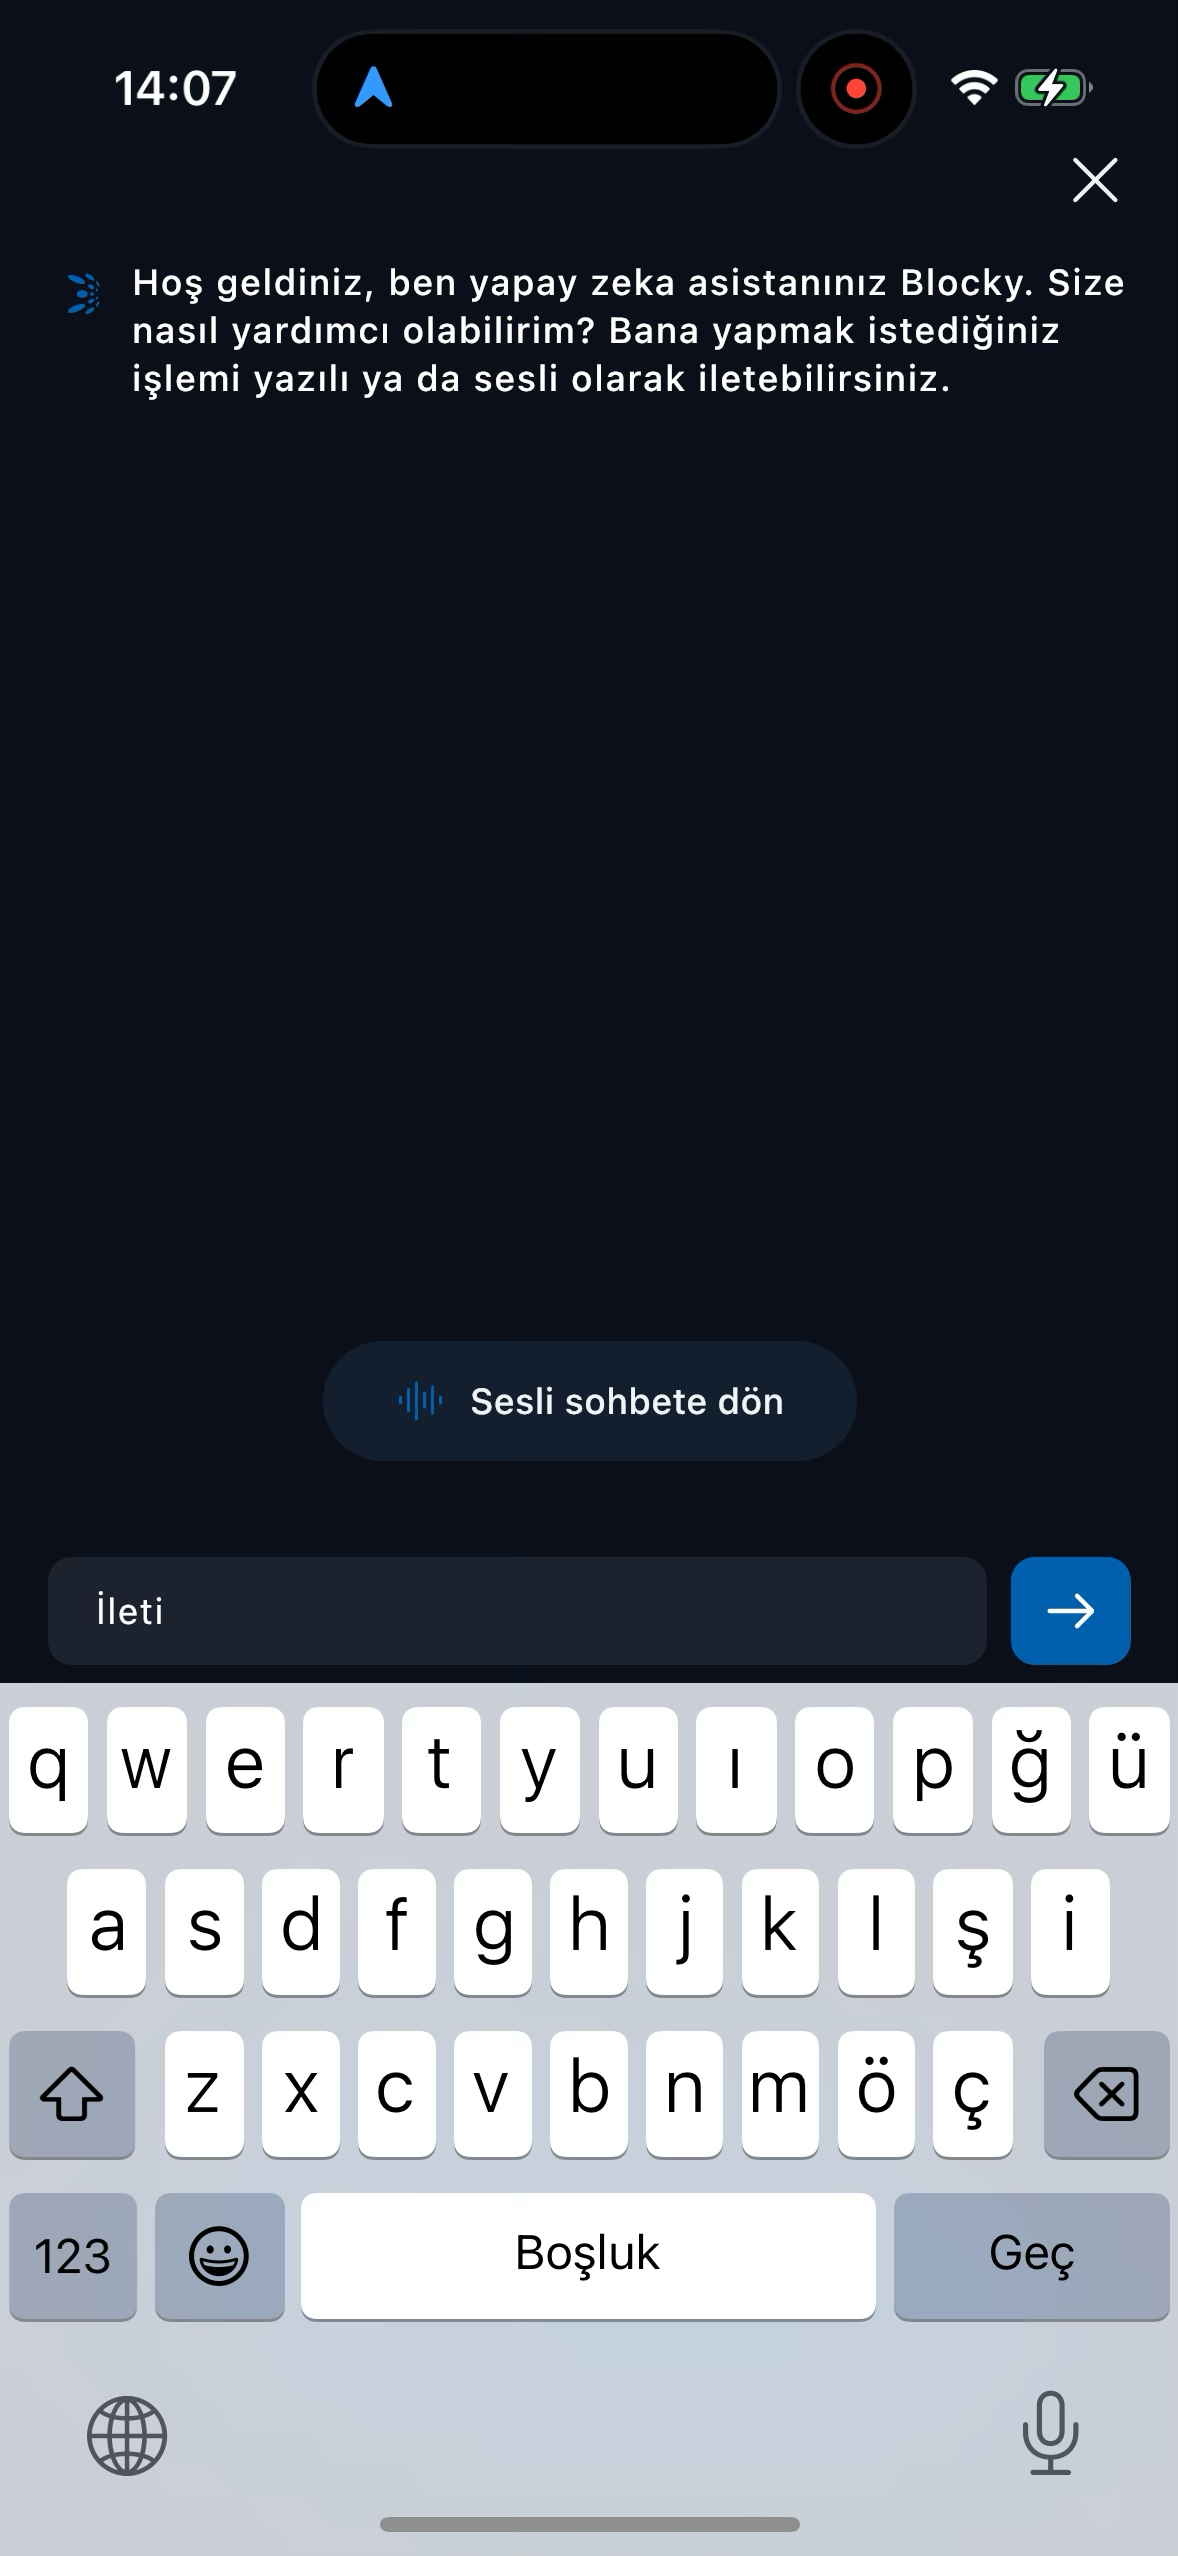 14:07
Hoş geldiniz, ben yapay zeka asistanınız Blocky. Size
nasıl yardımcı olabilirim? Bana yapmak istediğiniz
işlemi yazılı ya da sesli olarak iletebilirsiniz.
Sesli sohbete dön
İleti
q w e r t y u ı o p ğ ü
a s d f g h j k l ş i
z x c v b n m ö ç
123 Boşluk Geç